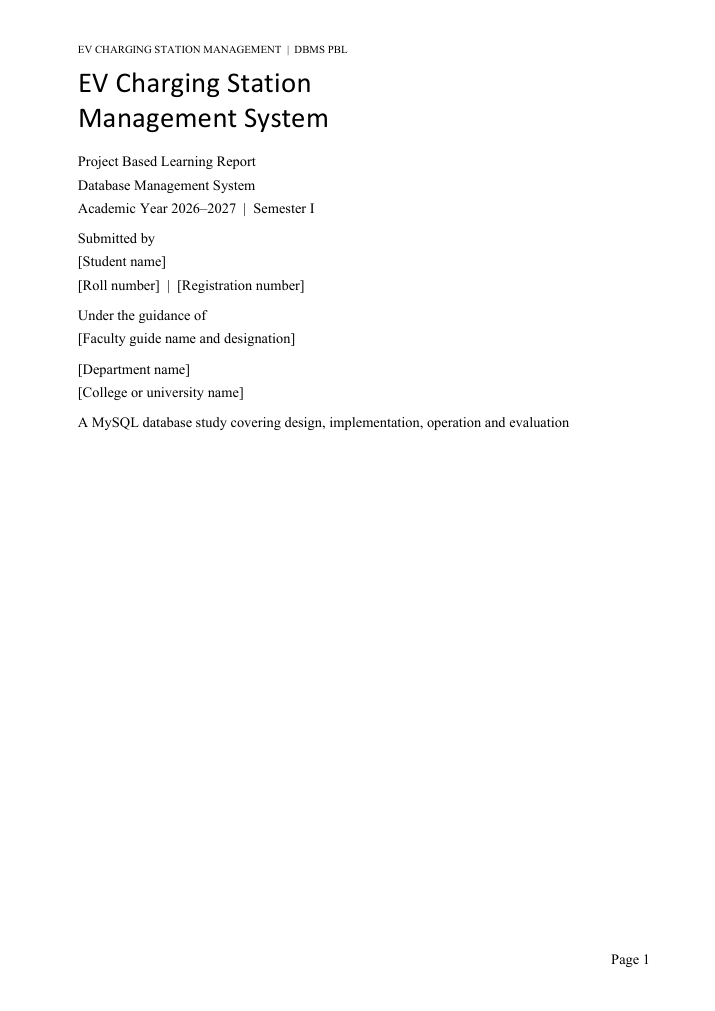 EV CHARGING STATION MANAGEMENT | DBMS PBL
EV Charging Station
Management System
Project Based Learning Report
Database Management System
Academic Year 2026–2027 | Semester I
Submitted by
[Student name]
[Roll number] | [Registration number]
Under the guidance of
[Faculty guide name and designation]
[Department name]
[College or university name]
A MySQL database study covering design, implementation, operation and evaluation
Page 1